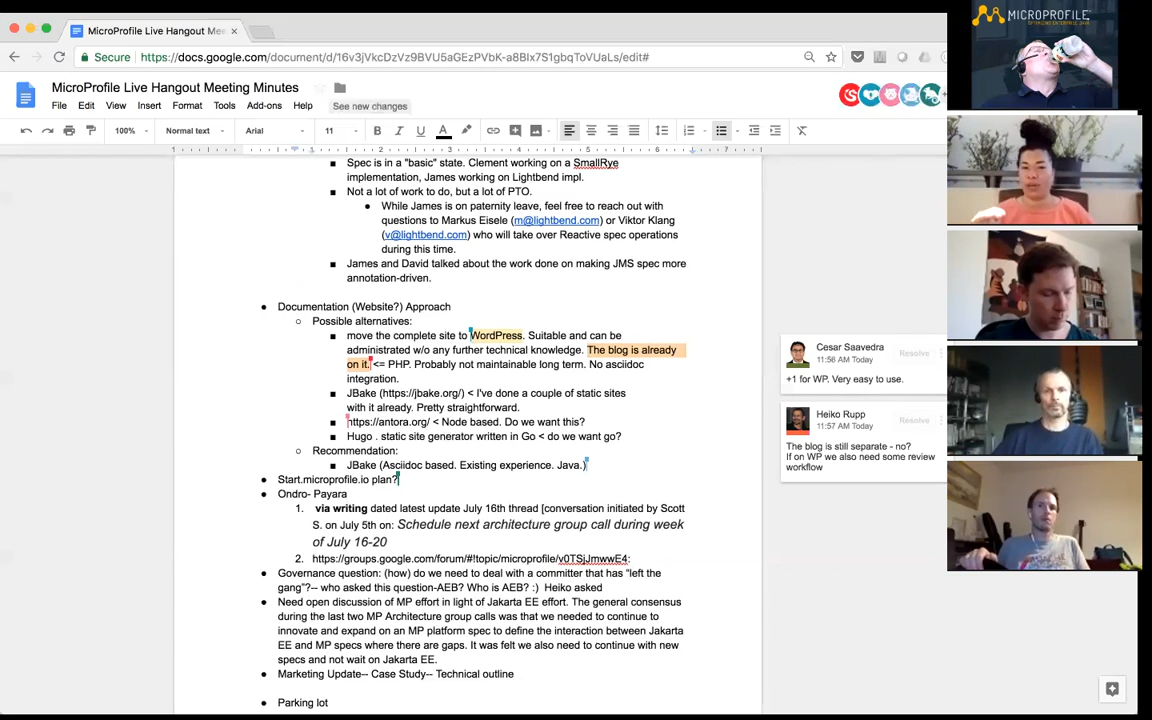 MicroProfile Live Hangout Meet
Secure
https://docs.google.com/document/d/16v3jVkcDzVz9BVU5aGEzPVbK-a8BIx7S1gbqToVUaLs/edit#
MICROPROFILE
OPTIMIZING ENTERPRISE JAVA
MicroProfile Live Hangout Meeting Minutes
File Edit View Insert Format Tools Add-ons Help See new changes
100% Normal text Arial 11
1 1 2 3 4 5 6 7
Spec is in a "basic" state. Clement working on a SmallRye
implementation, James working on Lightbend impl.
Not a lot of work to do, but a lot of PTO.
While James is on paternity leave, feel free to reach out with
questions to Markus Eisele (m@lightbend.com) or Viktor Klang
(v@lightbend.com) who will take over Reactive spec operations
during this time.
James and David talked about the work done on making JMS spec more
annotation-driven.
Documentation (Website?) Approach
Possible alternatives:
move the complete site to WordPress. Suitable and can be
administrated w/o any further technical knowledge. The blog is already
on it. <= PHP. Probably not maintainable long term. No asciidoc
integration.
JBake (https://jbake.org/) < I've done a couple of static sites
with it already. Pretty straightforward.
https://antora.org/ < Node based. Do we want this?
Hugo . static site generator written in Go < do we want go?
Recommendation:
JBake (Asciidoc based. Existing experience. Java.)
Start.microprofile.io plan?
Ondro- Payara
1. via writing dated latest update July 16th thread [conversation initiated by Scott
S. on July 5th on: Schedule next architecture group call during week
of July 16-20
2. https://groups.google.com/forum/#!topic/microprofile/v0TSjJmwwE4:
Governance question: (how) do we need to deal with a committer that has "left the
gang"?-- who asked this question-AEB? Who is AEB? :) Heiko asked
Need open discussion of MP effort in light of Jakarta EE effort. The general consensus
during the last two MP Architecture group calls was that we needed to continue to
innovate and expand on an MP platform spec to define the interaction between Jakarta
EE and MP specs where there are gaps. It was felt we also need to continue with new
specs and not wait on Jakarta EE.
Marketing Update-- Case Study-- Technical outline
Parking lot
Cesar Saavedra
11:56 AM Today
Resolve
+1 for WP. Very easy to use.
Heiko Rupp
11:57 AM Today
Resolve
The blog is still separate - no?
If on WP we also need some review
workflow